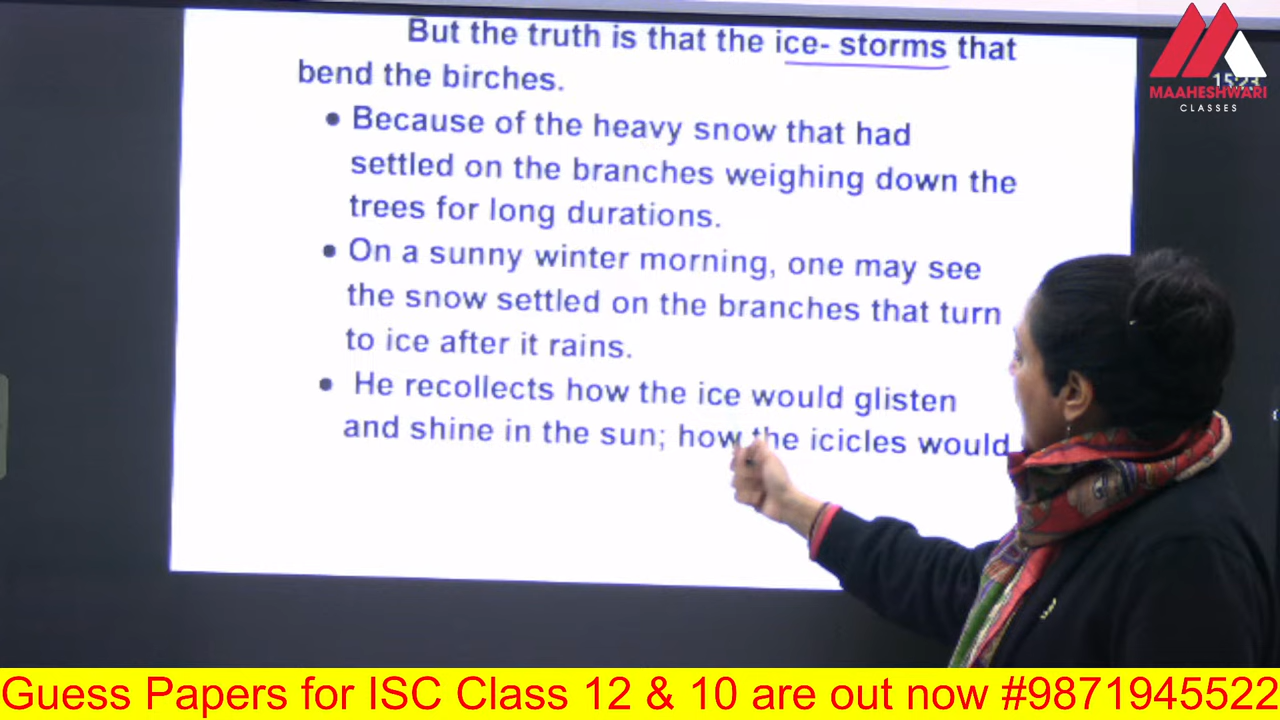 But the truth is that the ice- storms that
bend the birches.
● Because of the heavy snow that had
settled on the branches weighing down the
trees for long durations.
● On a sunny winter morning, one may see
the snow settled on the branches that turn
to ice after it rains.
● He recollects how the ice would glisten
and shine in the sun; how the icicles would
15:23
MAAHESHWARI
CLASSES
Guess Papers for ISC Class 12 & 10 are out now #9871945522